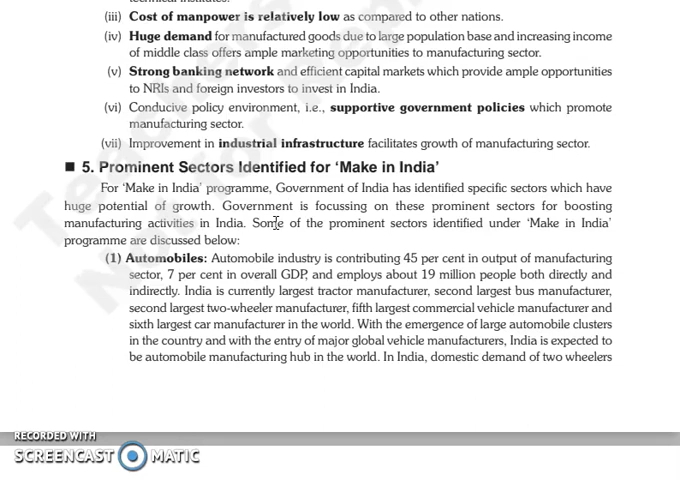 technical institutes.
(iii) Cost of manpower is relatively low as compared to other nations.
(iv) Huge demand for manufactured goods due to large population base and increasing income
of middle class offers ample marketing opportunities to manufacturing sector.
(v) Strong banking network and efficient capital markets which provide ample opportunities
to NRIs and foreign investors to invest in India.
(vi) Conducive policy environment, i.e., supportive government policies which promote
manufacturing sector.
(vii) Improvement in industrial infrastructure facilitates growth of manufacturing sector.
■ 5. Prominent Sectors Identified for ‘Make in India’
For ‘Make in India’ programme, Government of India has identified specific sectors which have
huge potential of growth. Government is focussing on these prominent sectors for boosting
manufacturing activities in India. Some of the prominent sectors identified under ‘Make in India’
programme are discussed below:
(1) Automobiles: Automobile industry is contributing 45 per cent in output of manufacturing
sector, 7 per cent in overall GDP, and employs about 19 million people both directly and
indirectly. India is currently largest tractor manufacturer, second largest bus manufacturer,
second largest two-wheeler manufacturer, fifth largest commercial vehicle manufacturer and
sixth largest car manufacturer in the world. With the emergence of large automobile clusters
in the country and with the entry of major global vehicle manufacturers, India is expected to
be automobile manufacturing hub in the world. In India, domestic demand of two wheelers
RECORDED WITH
SCREENCAST MATIC